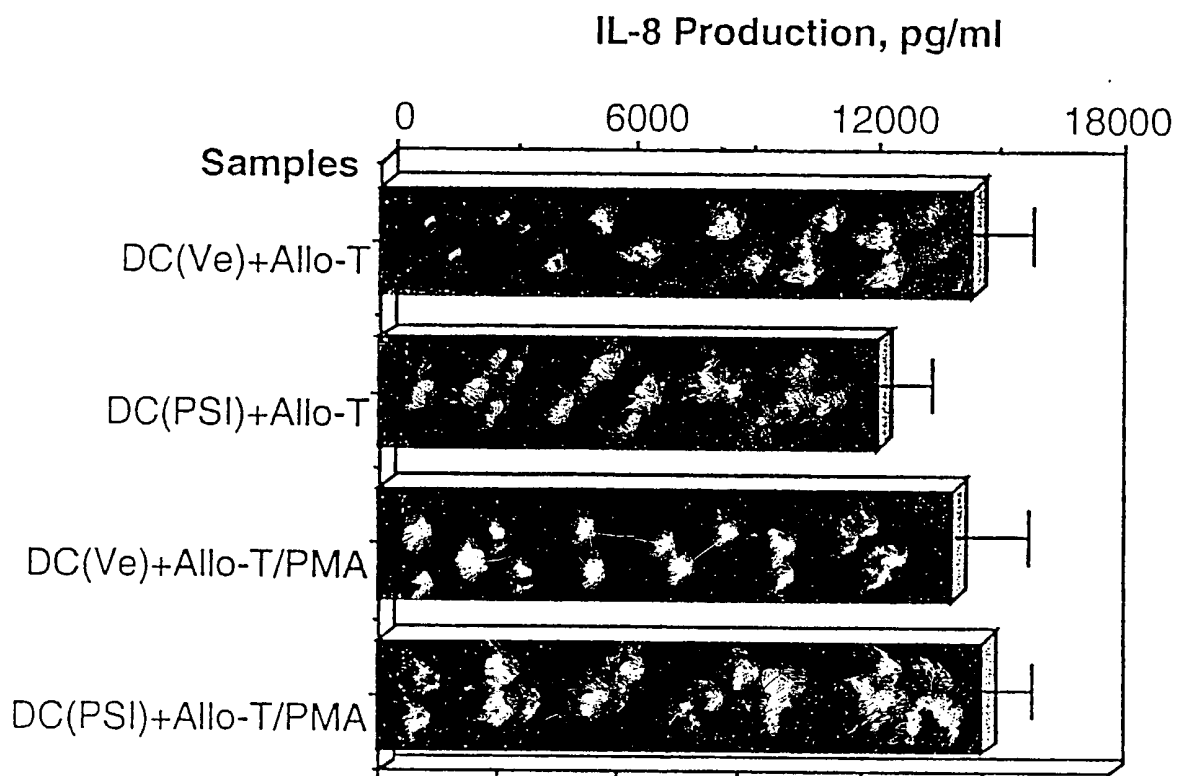 IL-8 Production, pg/ml
0 6000 12000 18000
Samples
DC(Ve)+Allo-T
DC(PSI)+Allo-T
DC(Ve)+Allo-T/PMA
DC(PSI)+Allo-T/PMA